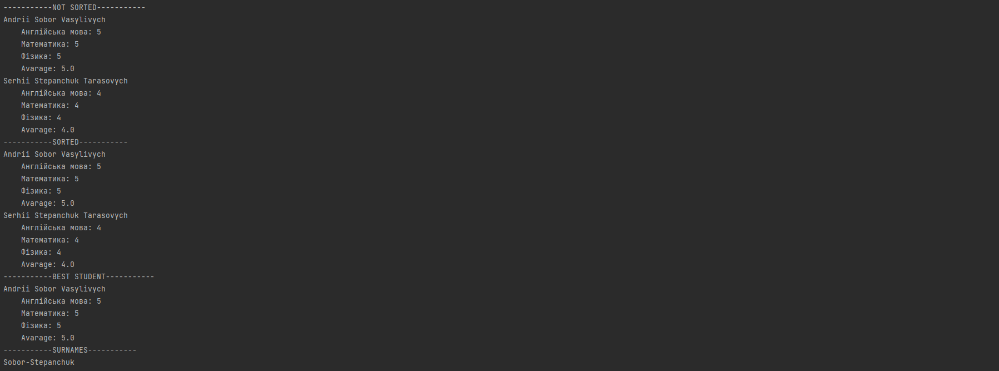 -----------NOT SORTED-----------
Andrii Sobor Vasylivych
    Англійська мова: 5
    Математика: 5
    Фізика: 5
    Avarage: 5.0
Serhii Stepanchuk Tarasovych
    Англійська мова: 4
    Математика: 4
    Фізика: 4
    Avarage: 4.0
-----------SORTED-----------
Andrii Sobor Vasylivych
    Англійська мова: 5
    Математика: 5
    Фізика: 5
    Avarage: 5.0
Serhii Stepanchuk Tarasovych
    Англійська мова: 4
    Математика: 4
    Фізика: 4
    Avarage: 4.0
-----------BEST STUDENT-----------
Andrii Sobor Vasylivych
    Англійська мова: 5
    Математика: 5
    Фізика: 5
    Avarage: 5.0
-----------SURNAMES-----------
Sobor-Stepanchuk